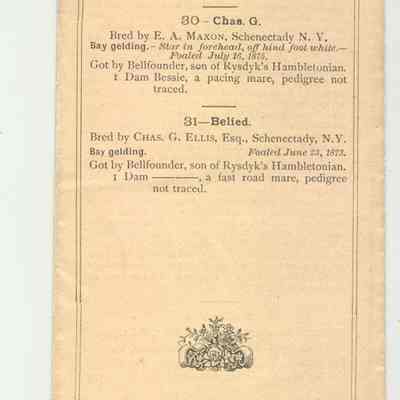 30 – Chas. G.
Bred by E. A. MAXON, Schenectady N. Y.
Bay gelding. – Star in forehead, off hind foot white.—
Foaled July 16, 1875.
Got by Bellfounder, son of Rysdyk's Hambletonian.
1 Dam Bessie, a pacing mare, pedigree not
traced.
31—Belied.
Bred by CHAS. G. ELLIS, Esq., Schenectady, N.Y.
Bay gelding. Foaled June 23, 1873.
Got by Bellfounder, son of Rysdyk's Hambletonian.
1 Dam ———, a fast road mare, pedigree
not traced.